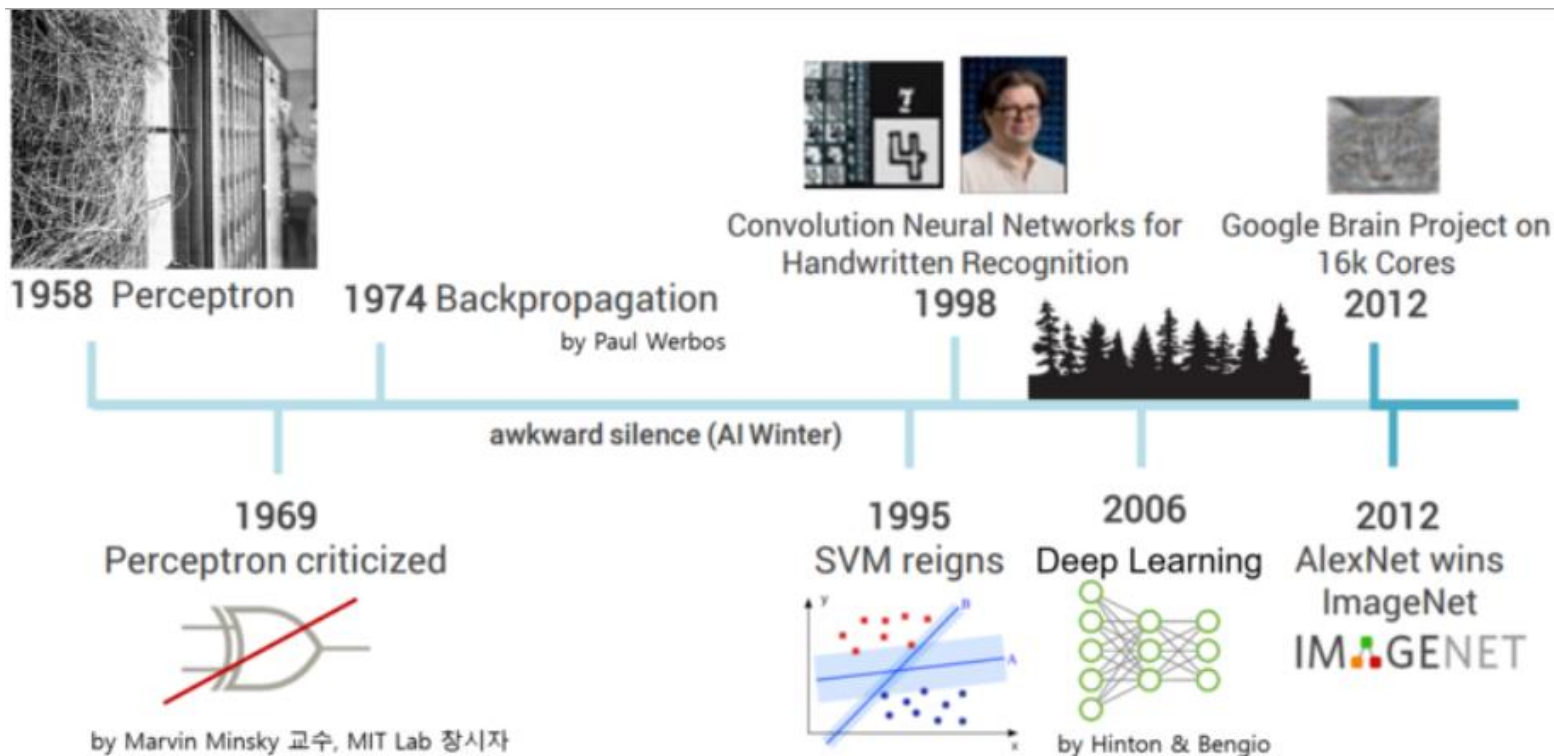 Convolution Neural Networks for
Handwritten Recognition
1998
Google Brain Project on
16k Cores
2012
1958 Perceptron
1974 Backpropagation
by Paul Werbos
awkward silence (AI Winter)
1969
Perceptron criticized
by Marvin Minsky 교수, MIT Lab 창시자
1995
SVM reigns
y
B
A
x
2006
Deep Learning
by Hinton & Bengio
2012
AlexNet wins
ImageNet
IMAGENET
7
4